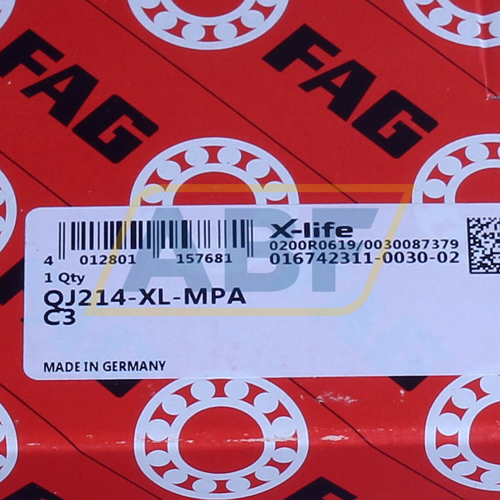 FAG
FAG
ABF
X-life
0200R0619/0030087379
016742311-0030-02
4 012801 157681
1 Qty
QJ214-XL-MPA
C3
MADE IN GERMANY